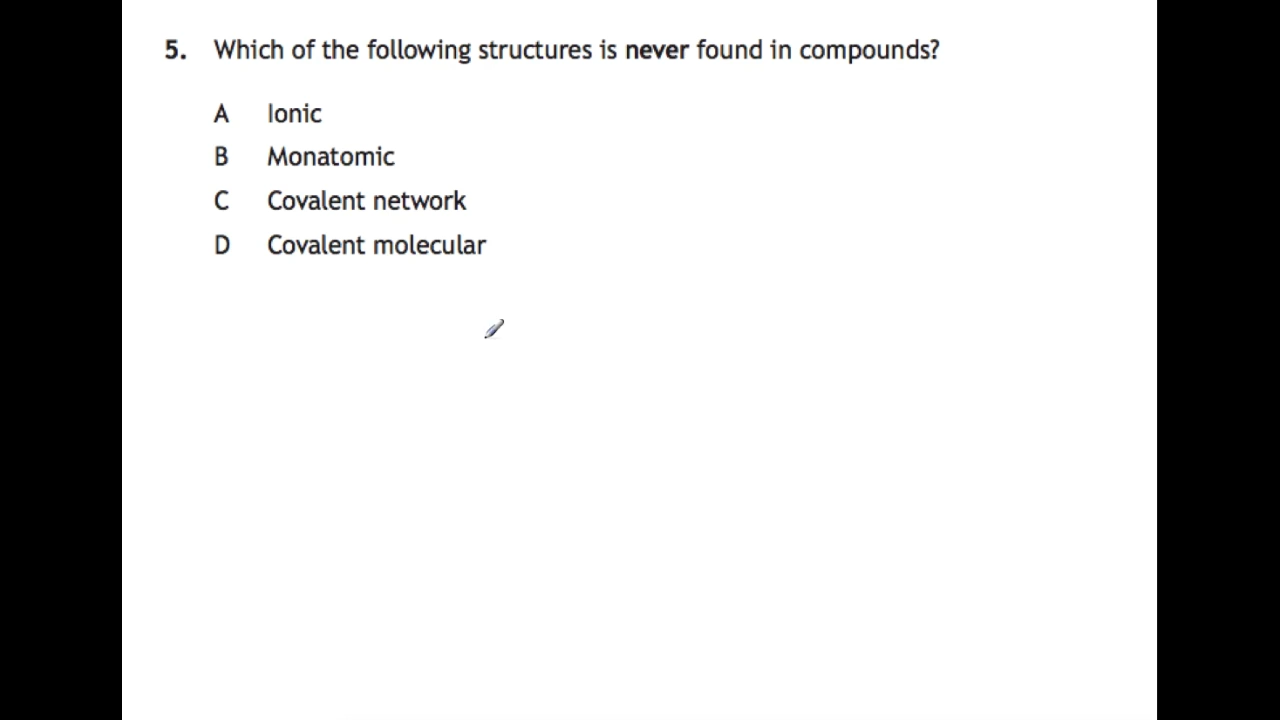 5. Which of the following structures is never found in compounds?
A Ionic
B Monatomic
C Covalent network
D Covalent molecular